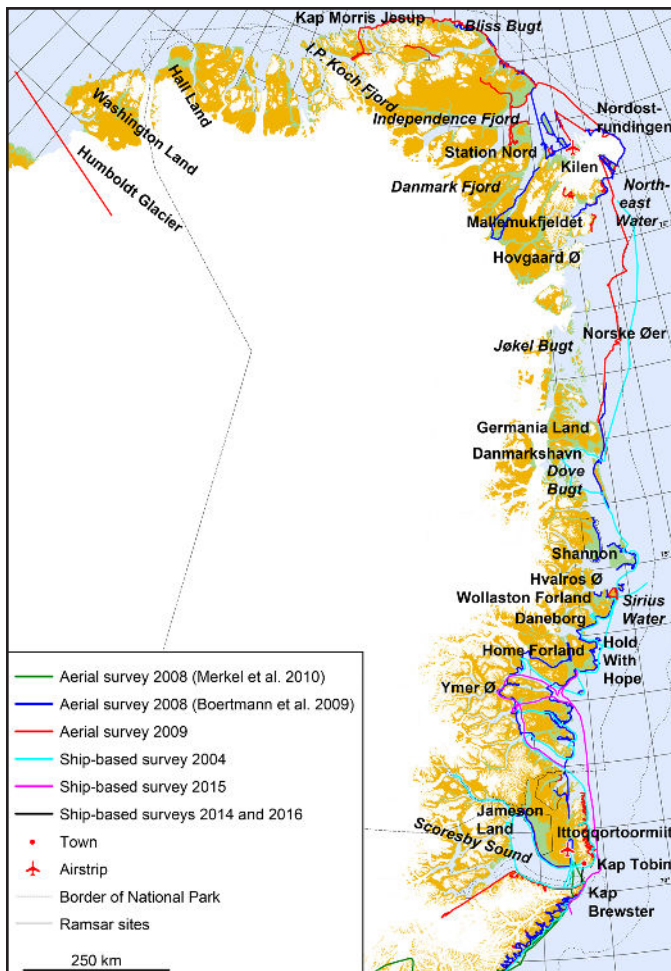 Kap Morris Jesup
Bliss Bugt
Hall Land
I.P. Koch Fjord
Washington Land
Independence Fjord
Nordost-
rundingen
Station Nord
Kilen
Humboldt Glacier
Danmark Fjord
North-
east
Water
Mallemukfjeldet
15°
Hovgaard Ø
Norske Øer
Jøkel Bugt
Germania Land
Danmarkshavn
Dove
Bugt
Shannon
15°
Hvalros Ø
Wollaston Forland
Sirius
Water
Daneborg
Home Forland
Hold
With
Hope
Ymer Ø
Aerial survey 2008 (Merkel et al. 2010)
Aerial survey 2008 (Boertmann et al. 2009)
Aerial survey 2009
Ship-based survey 2004
Ship-based survey 2015
Ship-based surveys 2014 and 2016
Town
Airstrip
Border of National Park
Ramsar sites
250 km
Jameson
Land
Ittoqqortoormiit
Scoresby Sound
Kap Tobin
Kap
Brewster